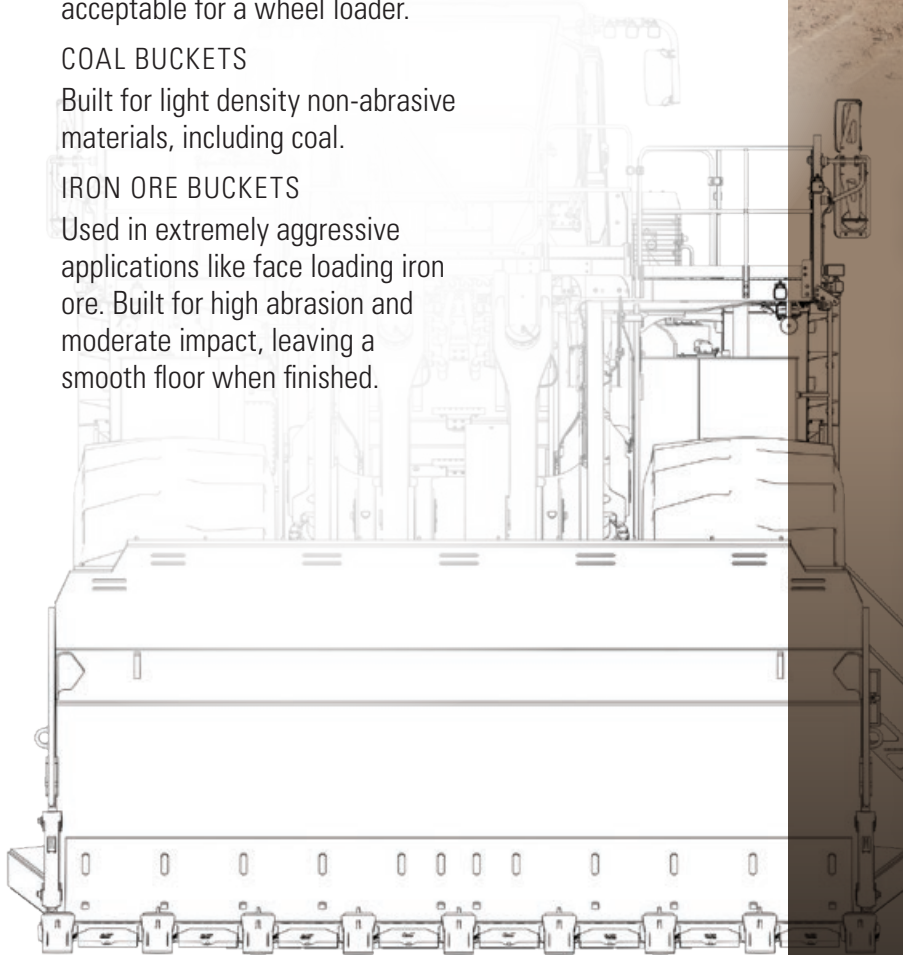 acceptable for a wheel loader.
COAL BUCKETS
Built for light density non-abrasive
materials, including coal.
IRON ORE BUCKETS
Used in extremely aggressive
applications like face loading iron
ore. Built for high abrasion and
moderate impact, leaving a
smooth floor when finished.